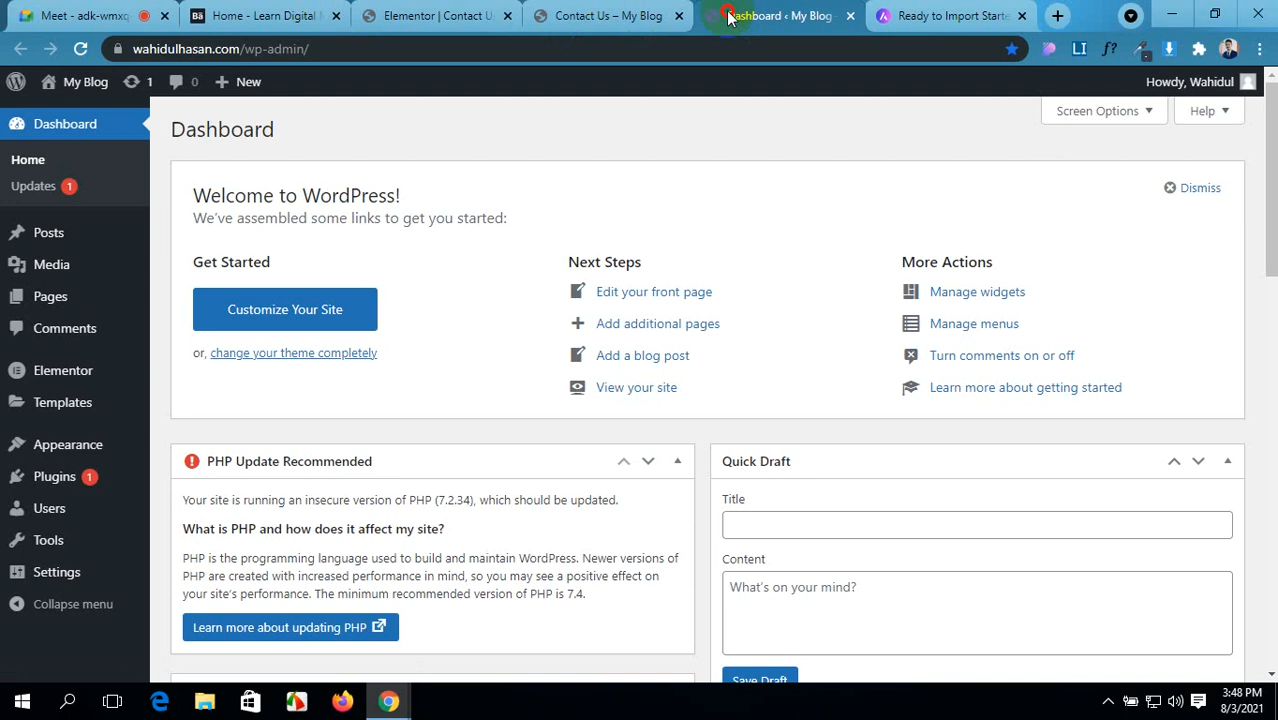 Meet - adk-wmxq
Home - Learn Digital M
Elementor | Contact U
Contact Us – My Blog
Dashboard ‹ My Blog
Ready to Import Starte
wahidulhasan.com/wp-admin/
My Blog
1
0
New
Howdy, Wahidul
Dashboard
Home
Updates 1
Posts
Media
Pages
Comments
Elementor
Templates
Appearance
Plugins 1
Users
Tools
Settings
Collapse menu
Screen Options
Help
Dashboard
Dismiss
Welcome to WordPress!
We've assembled some links to get you started:
Get Started
Customize Your Site
or, change your theme completely
Next Steps
Edit your front page
Add additional pages
Add a blog post
View your site
More Actions
Manage widgets
Manage menus
Turn comments on or off
Learn more about getting started
PHP Update Recommended
Your site is running an insecure version of PHP (7.2.34), which should be updated.
What is PHP and how does it affect my site?
PHP is the programming language used to build and maintain WordPress. Newer versions of
PHP are created with increased performance in mind, so you may see a positive effect on
your site's performance. The minimum recommended version of PHP is 7.4.
Learn more about updating PHP
Quick Draft
Title
Content
What's on your mind?
Save Draft
3:48 PM
8/3/2021